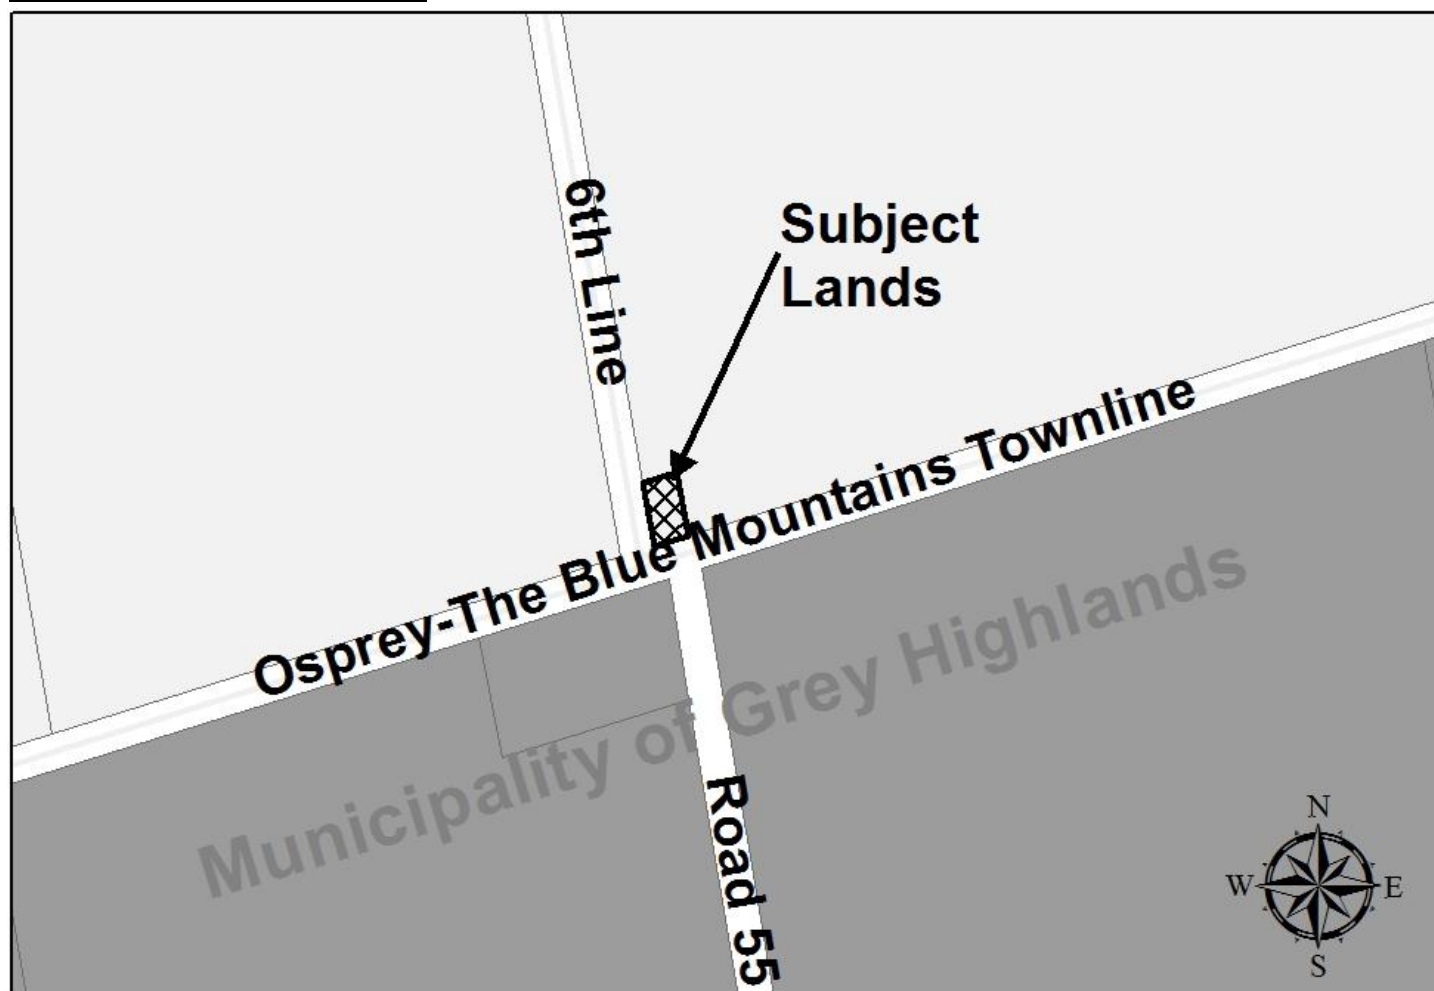 6th Line
Subject
Lands
Osprey-The Blue Mountains Townline
Municipality of Grey Highlands
Road 55
N
W
E
S